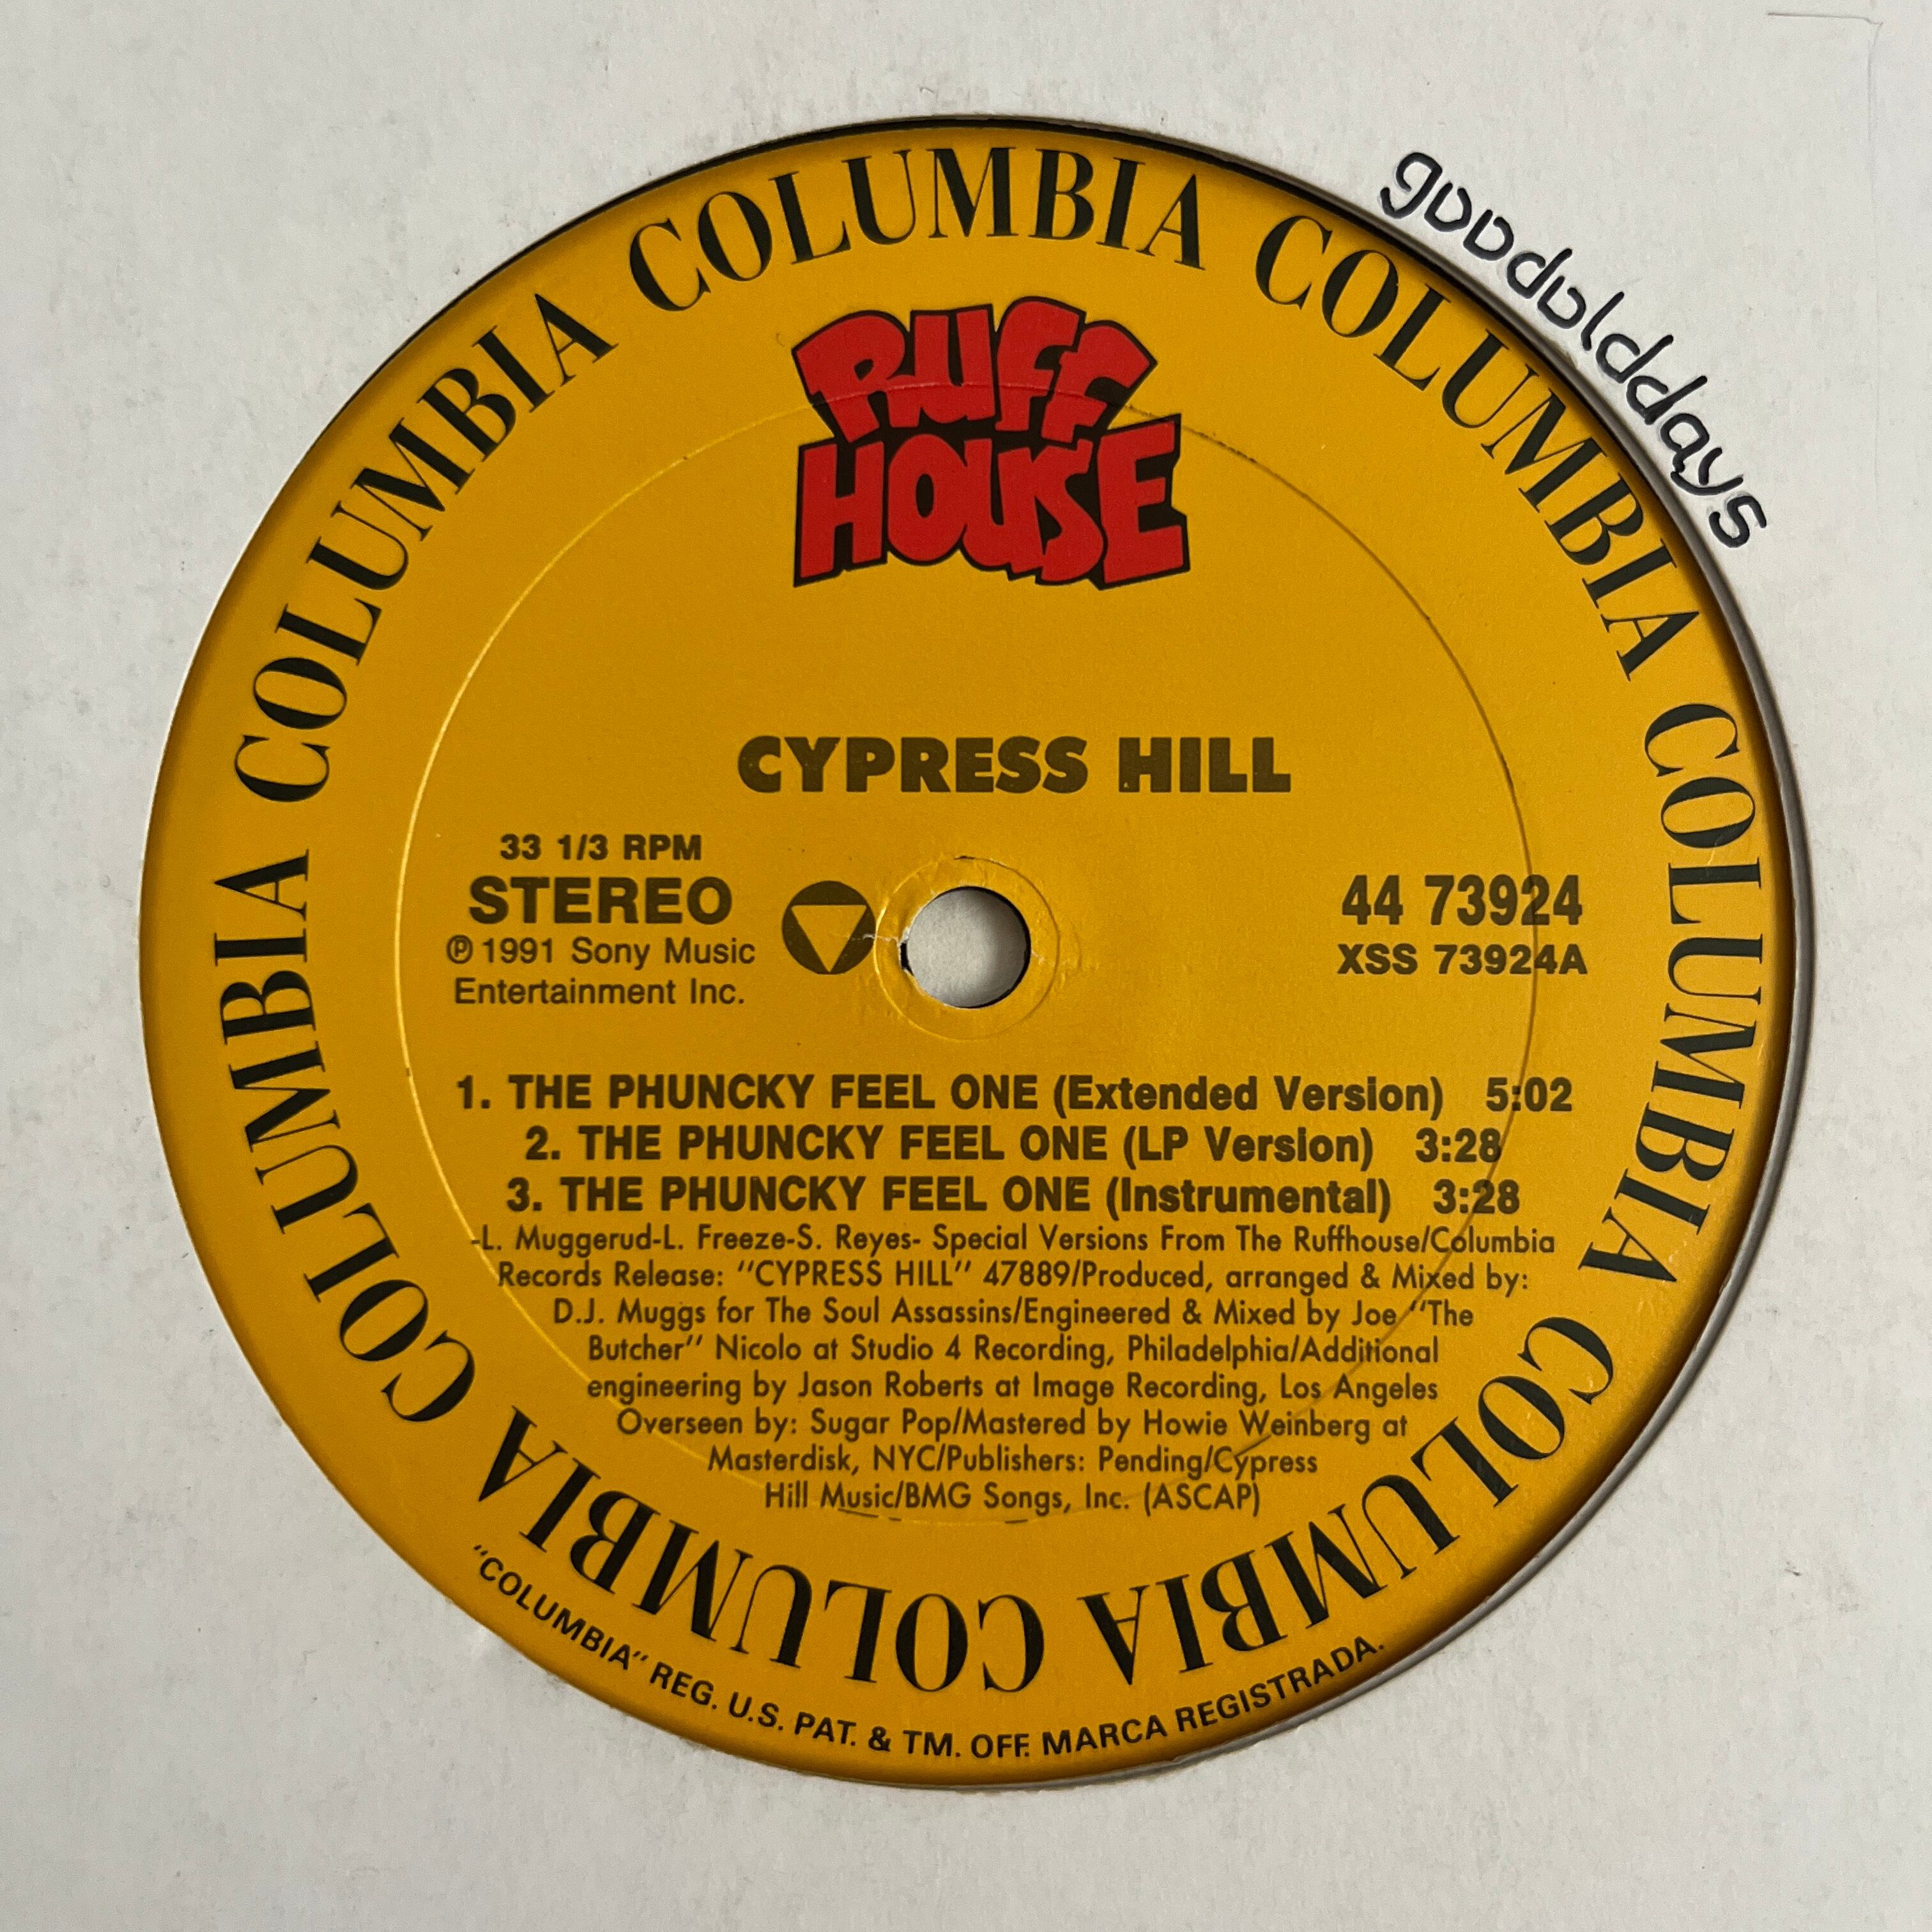 COLUMBIA COLUMBIA COLUMBIA COLUMBIA COLUMBIA COLUMBIA COLUMBIA COLUMBIA COLUMBIA
goodolddays
RUFF
HOUSE
CYPRESS HILL
33 1/3 RPM
STEREO
℗ 1991 Sony Music
Entertainment Inc.
44 73924
XSS 73924A
1. THE PHUNCKY FEEL ONE (Extended Version) 5:02
2. THE PHUNCKY FEEL ONE (LP Version) 3:28
3. THE PHUNCKY FEEL ONE (Instrumental) 3:28
-L. Muggerud-L. Freeze-S. Reyes- Special Versions From The Ruffhouse/Columbia
Records Release: "CYPRESS HILL" 47889/Produced, arranged & Mixed by:
D.J. Muggs for The Soul Assassins/Engineered & Mixed by Joe "The
Butcher" Nicolo at Studio 4 Recording, Philadelphia/Additional
engineering by Jason Roberts at Image Recording, Los Angeles
Overseen by: Sugar Pop/Mastered by Howie Weinberg at
Masterdisk, NYC/Publishers: Pending/Cypress
Hill Music/BMG Songs, Inc. (ASCAP)
"COLUMBIA" REG. U.S. PAT. & TM. OFF. MARCA REGISTRADA.